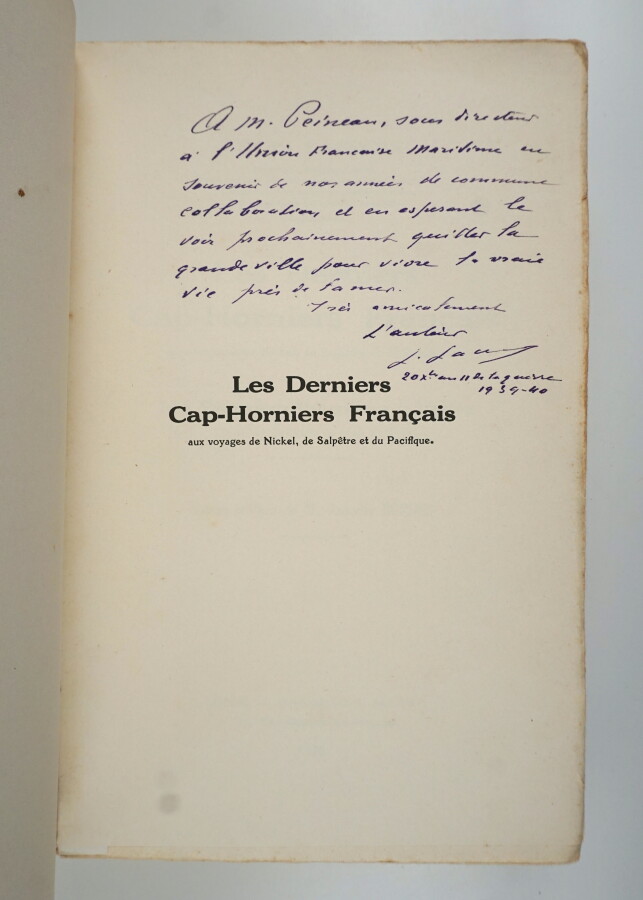 A M. Peineau, sous directeur
à l'Union Francaise Maritime en
souvenir de nos années de commune
collaboration et en esperant le
voir prochainement quitter la
grande ville pour vivre la vraie
vie près de la mer.
Très amicalement
L'auteur
J.
20 Xbre an II de la guerre
1939-40
Les Derniers
Cap-Horniers Français
aux voyages de Nickel, de Salpêtre et du Pacifique.